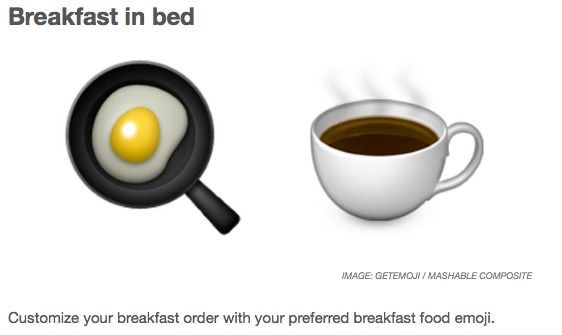 Breakfast in bed
IMAGE: GETEMOJI / MASHABLE COMPOSITE
Customize your breakfast order with your preferred breakfast food emoji.